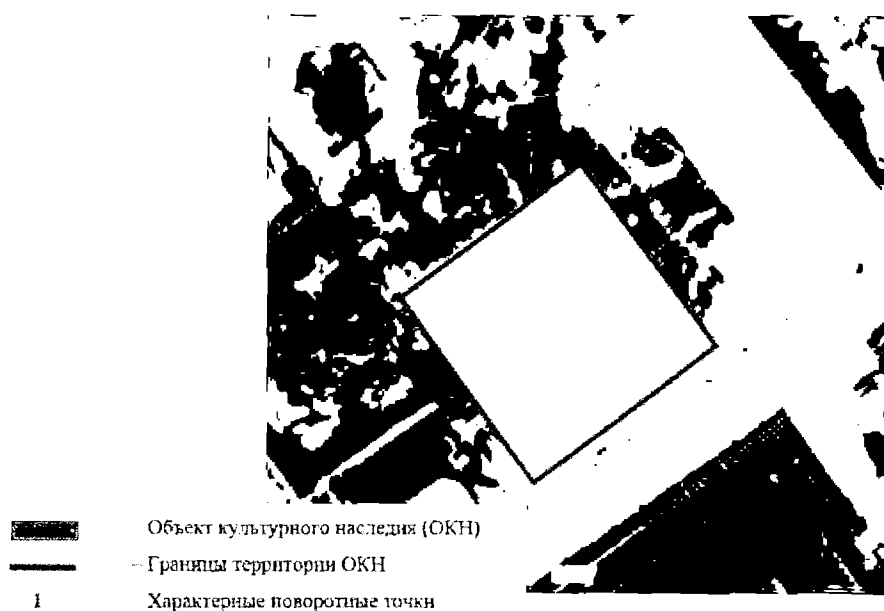 Объект культурного наследия (ОКН)
Границы территории ОКН
1 Характерные поворотные точки